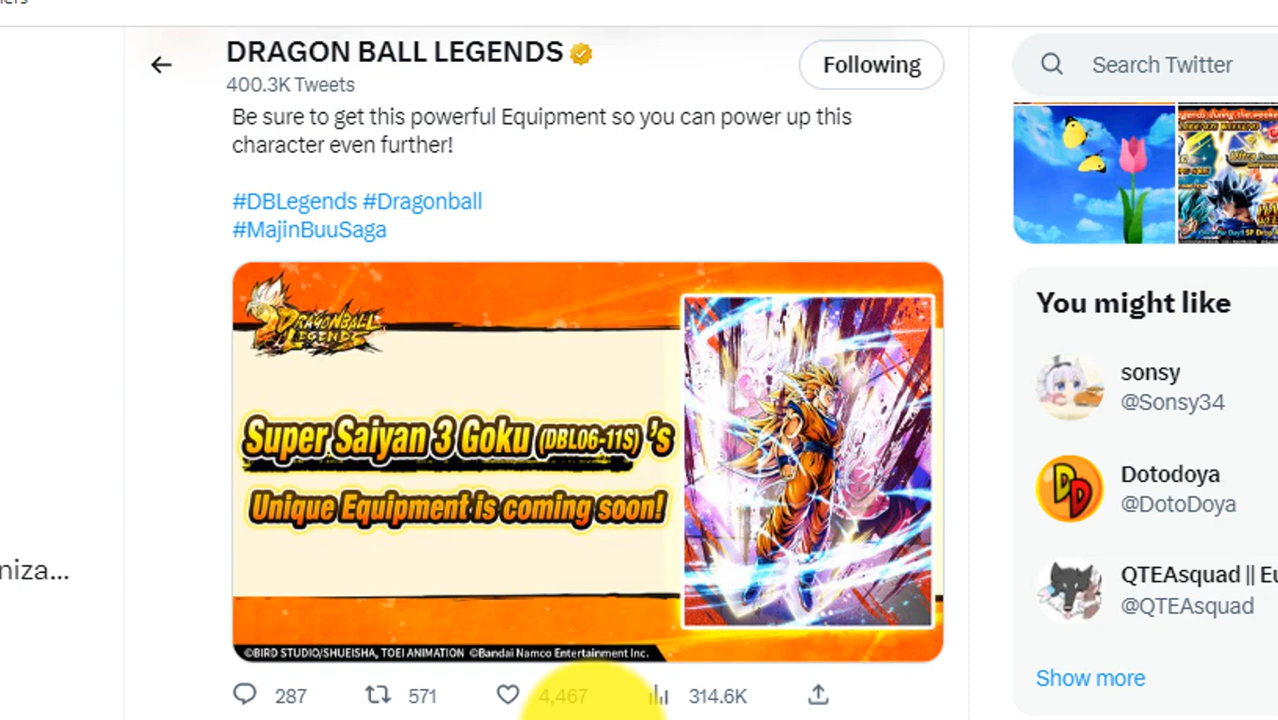 DRAGON BALL LEGENDS
400.3K Tweets
Following
Be sure to get this powerful Equipment so you can power up this
character even further!
#DBLegends #Dragonball
#MajinBuuSaga
DRAGONBALL
LEGENDS
Super Saiyan 3 Goku (DBL06-11S) 's
Unique Equipment is coming soon!
©BIRD STUDIO/SHUEISHA, TOEI ANIMATION ©Bandai Namco Entertainment Inc.
287
571
4,467
314.6K
niza...
Search Twitter
You might like
sonsy
@Sonsy34
Dotodoya
@DotoDoya
QTEAsquad || Eu
@QTEAsquad
Show more